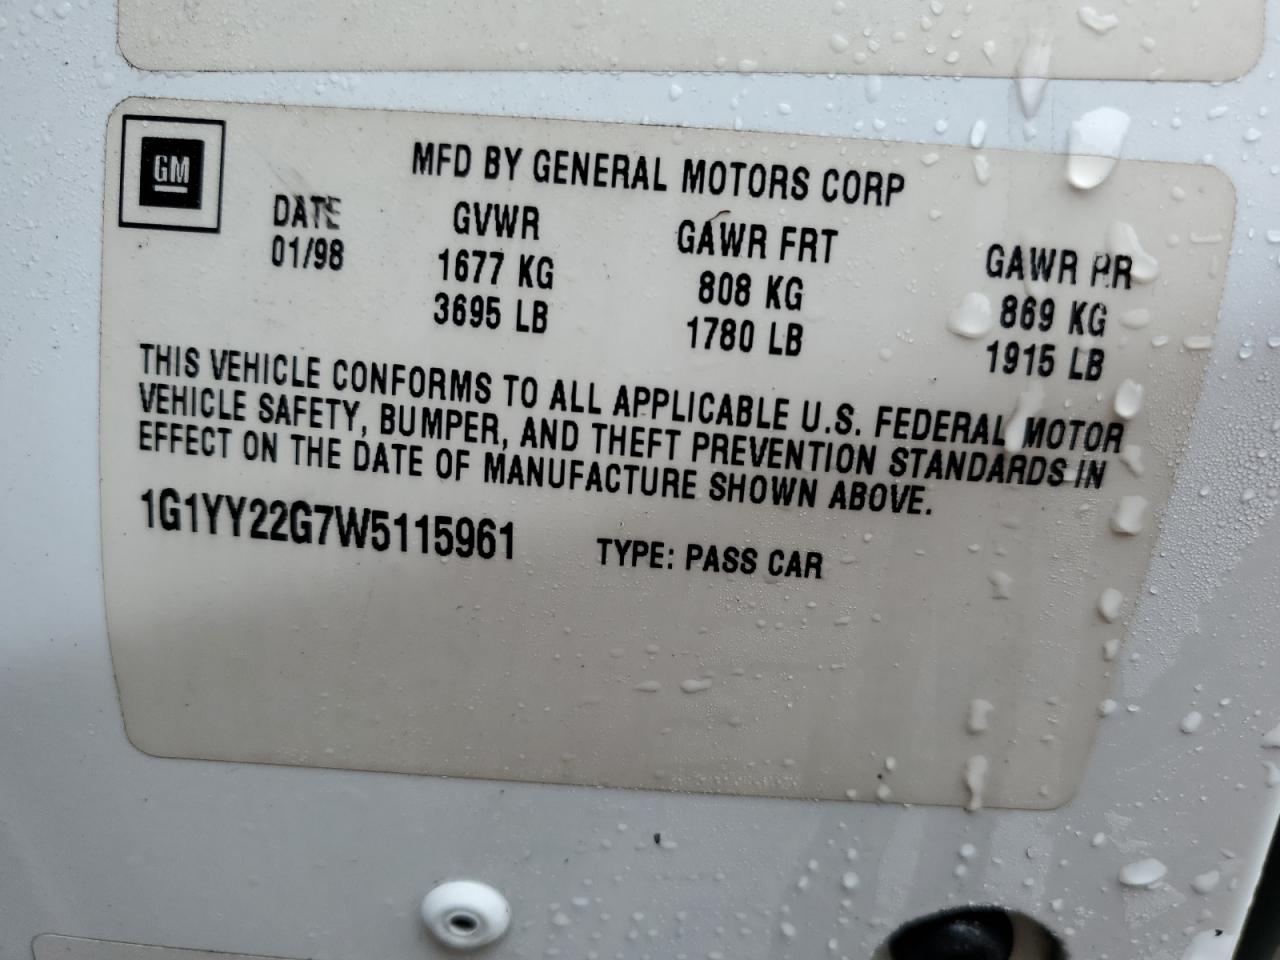 GM
MFD BY GENERAL MOTORS CORP
DATE GVWR GAWR FRT GAWR RR
01/98 1677 KG 808 KG 869 KG
3695 LB 1780 LB 1915 LB
THIS VEHICLE CONFORMS TO ALL APPLICABLE U.S. FEDERAL MOTOR
VEHICLE SAFETY, BUMPER, AND THEFT PREVENTION STANDARDS IN
EFFECT ON THE DATE OF MANUFACTURE SHOWN ABOVE.
1G1YY22G7W5115961 TYPE: PASS CAR